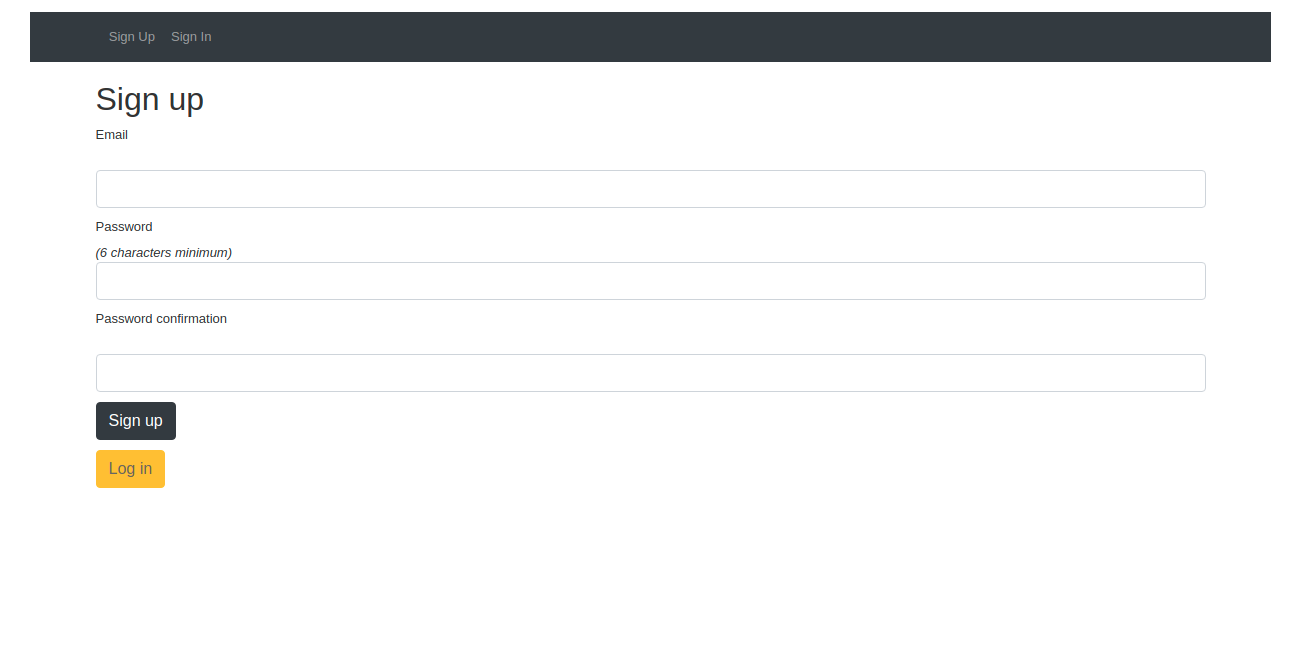 Sign Up Sign In
Sign up
Email
Password
(6 characters minimum)
Password confirmation
Sign up
Log in